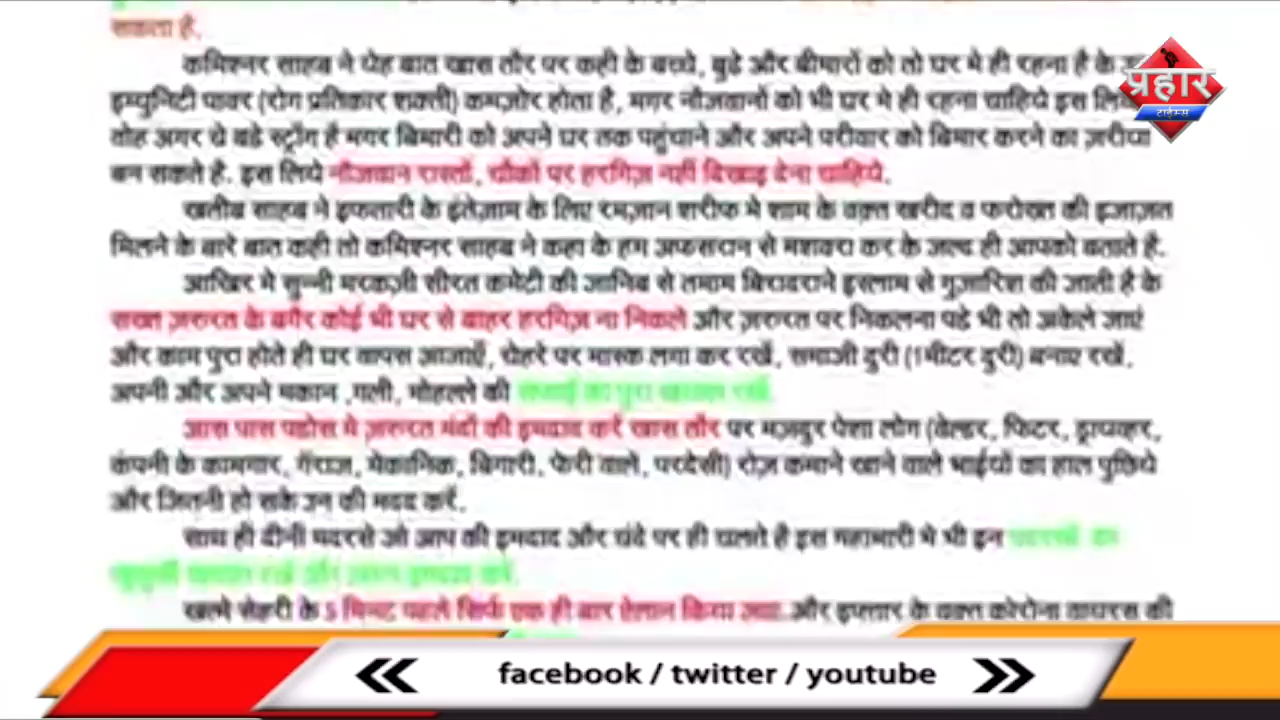 सकता है.
कमिश्नर साहब ने येह बात खास तौर पर कही के बच्चे, बुढे और बीमारों को तो घर मे ही रहना है के
इम्युनिटी पावर (रोग प्रतिकार शक्ती) कमज़ोर होता है, मगर नौजवानों को भी घर मे ही रहना चाहिये इस
वोह अगर चे बडे स्ट्रॉंग हैं मगर बिमारी को अपने घर तक पहुंचाने और अपने परीवार को बिमार करने का ज़रीया
बन सकते है. इस लिये नौजवान रास्तों, चौकों पर हरगिज़ नहीं दिखाइ देना चाहिये.
खतीब साहब ने इफतारी के इंतेज़ाम के लिए रमज़ान शरीफ मे शाम के वक़्त खरीद व फरोख्त की इजाज़त
मिलने के बारे बात कही तो कमिश्नर साहब ने कहा के हम अफसरान से मशवरा कर के जल्द ही आपको बताते है.
आखिर मे सुन्नी मरकज़ी सीरत कमेटी की जानिब से तमाम बिरादराने इस्लाम से गुज़ारिश की जाती है के
सख्त ज़रुरत के बगैर कोई भी घर से बाहर हरगिज़ ना निकले और ज़रुरत पर निकलना पडे भी तो अकेले जाएं
और काम पुरा होते ही घर वापस आजाऐं, चेहरे पर मास्क लगा कर रखें, समाजी दुरी (1मीटर दुरी) बनाए रखें.
अपनी और अपने मकान ,गली, मोहल्ले की सफाई का पुरा खयाल रखें
आस पास पडोस मे ज़रुरत मंदों की इमदाद करें खास तौर पर मज़दुर पेशा लोग (वेल्डर, फिटर, ड्रायव्हर,
कंपनी के कामगार, गॅराज, मेकानिक, बिगारी, फेरी वाले, परदेसी) रोज़ कमाने खाने वाले भाईयों का हाल पुछिये
और जितनी हो सके उन की मदद करें.
साथ ही दीनी मदरसे जो आप की इमदाद और चंदे पर ही चलते है इस महामारी मे भी इन मदरसों का
खत्मे सेहरी के 5 मिनट पहले सिर्फ एक ही बार ऐलान किया जाए और इफ्तार के वक़्त कोरोना वायरस की
प्रहार
टाईम्स
facebook / twitter / youtube